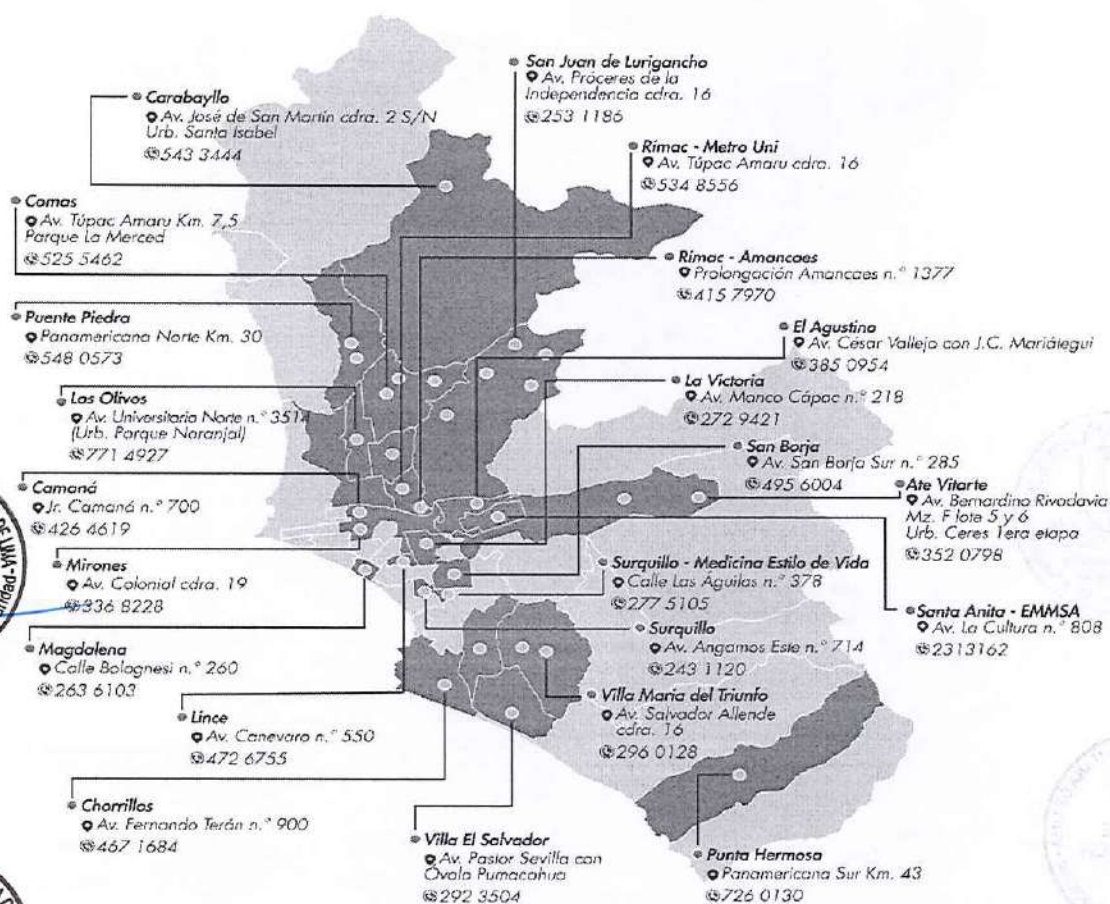 San Juan de Lurigancho
Av. Próceres de la
Independencia cdra. 16
253 1186
Carabayllo
Av. José de San Martín cdra. 2 S/N
Urb. Santa Isabel
543 3444
Rímac - Metro Uni
Av. Túpac Amaru cdra. 16
534 8556
Comas
Av. Túpac Amaru Km. 7,5
Parque La Merced
525 5462
Rímac - Amancaes
Prolongación Amancaes n.° 1377
415 7970
Puente Piedra
Panamericana Norte Km. 30
548 0573
El Agustino
Av. César Vallejo con J.C. Mariátegui
385 0954
La Victoria
Av. Manco Cápac n.° 218
272 9421
Los Olivos
Av. Universitaria Norte n.° 3514
(Urb. Parque Naranjal)
771 4927
San Borja
Av. San Borja Sur n.° 285
495 6004
Camaná
Jr. Camaná n.° 700
426 4619
Ate Vitarte
Av. Bernardino Rivadavia
Mz. F lote 5 y 6
Urb. Ceres 1era etapa
352 0798
Mirones
Av. Colonial cdra. 19
336 8228
Surquillo - Medicina Estilo de Vida
Calle Las Águilas n.° 378
277 5105
Santa Anita - EMMSA
Av. La Cultura n.° 808
2313162
Magdalena
Calle Bolognesi n.° 260
263 6103
Surquillo
Av. Angamos Este n.° 714
243 1120
Lince
Av. Canevaro n.° 550
472 6755
Villa María del Triunfo
Av. Salvador Allende
cdra. 16
296 0128
Chorrillos
Av. Fernando Terán n.° 900
467 1684
Villa El Salvador
Av. Pastor Sevilla con
Óvalo Pumacahua
292 3504
Punta Hermosa
Panamericana Sur Km. 43
726 0130
DE LIMA